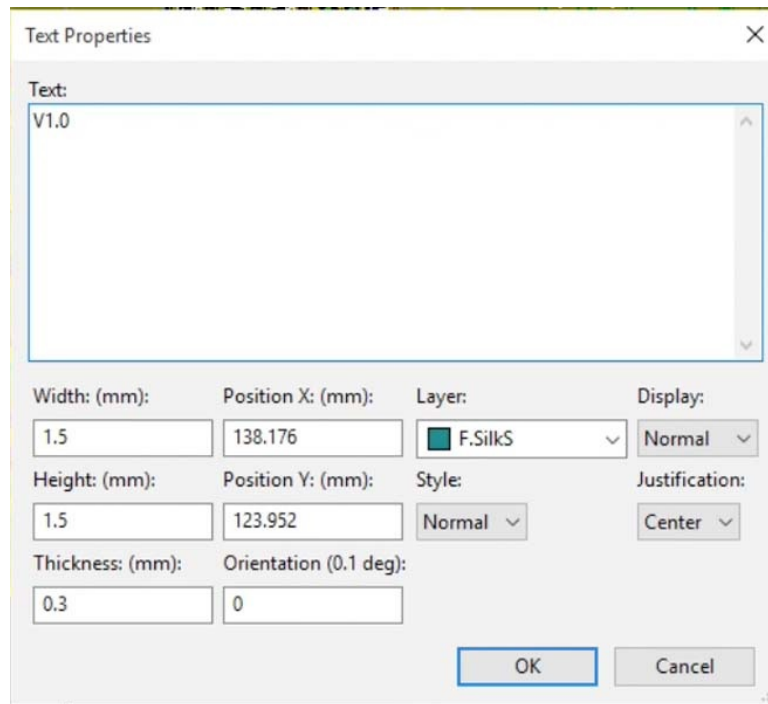 Text Properties
Text:
V1.0
Width: (mm): Position X: (mm): Layer: Display:
1.5 138.176 F.SilkS Normal
Height: (mm): Position Y: (mm): Style: Justification:
1.5 123.952 Normal Center
Thickness: (mm): Orientation (0.1 deg):
0.3 0
OK Cancel